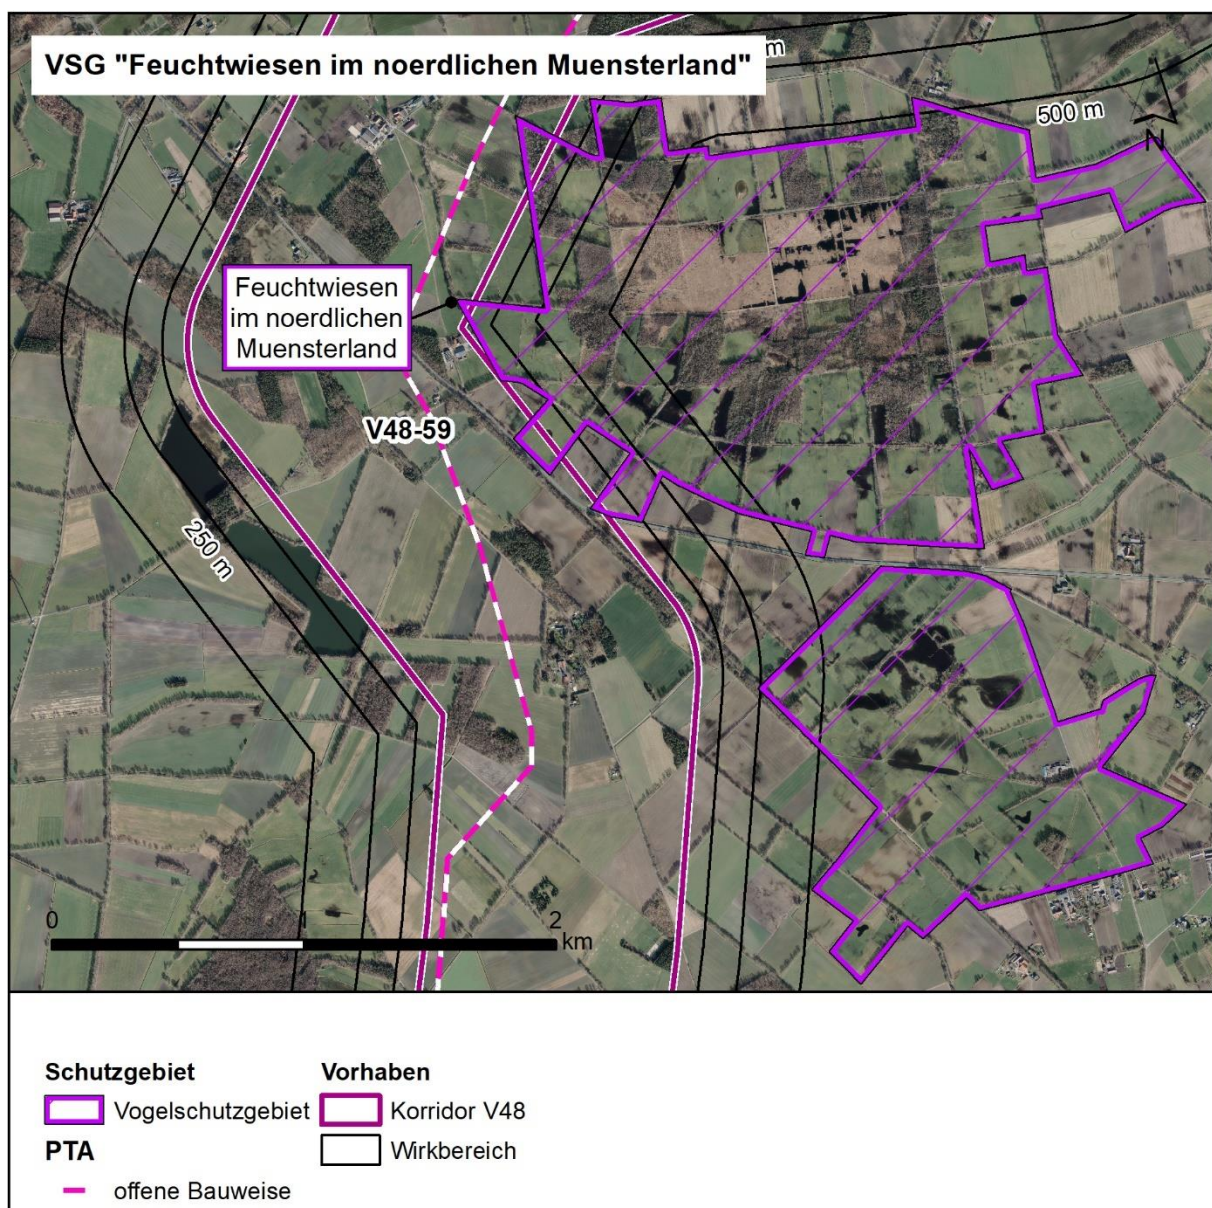 VSG "Feuchtwiesen im noerdlichen Muensterland"
m
500 m
N
Feuchtwiesen
im noerdlichen
Muensterland
V48-59
250 m
0 1 2
km
Schutzgebiet
Vogelschutzgebiet
PTA
offene Bauweise
Vorhaben
Korridor V48
Wirkbereich